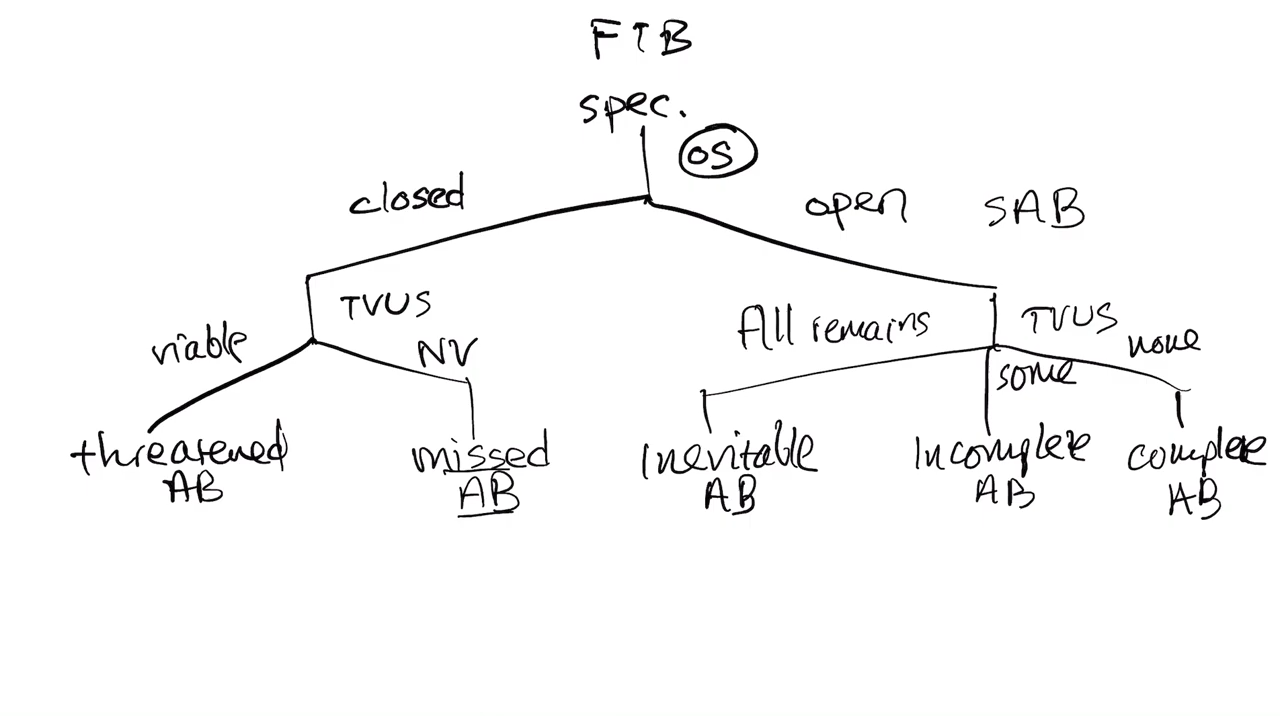 FTB
spec.
OS
closed
open SAB
TVUS
viable
NV
All remains
TVUS
some
none
threatened
AB
missed
AB
Inevitable
AB
Incomplete
AB
complete
AB